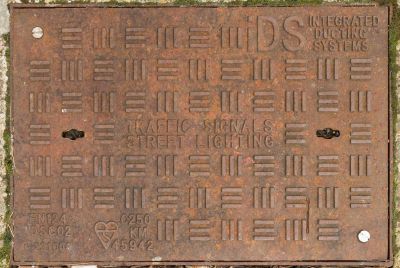 iDS INTEGRATED
DUCTING
SYSTEMS
TRAFFIC SIGNALS
STREET LIGHTING
EN124
C250
KM
45942